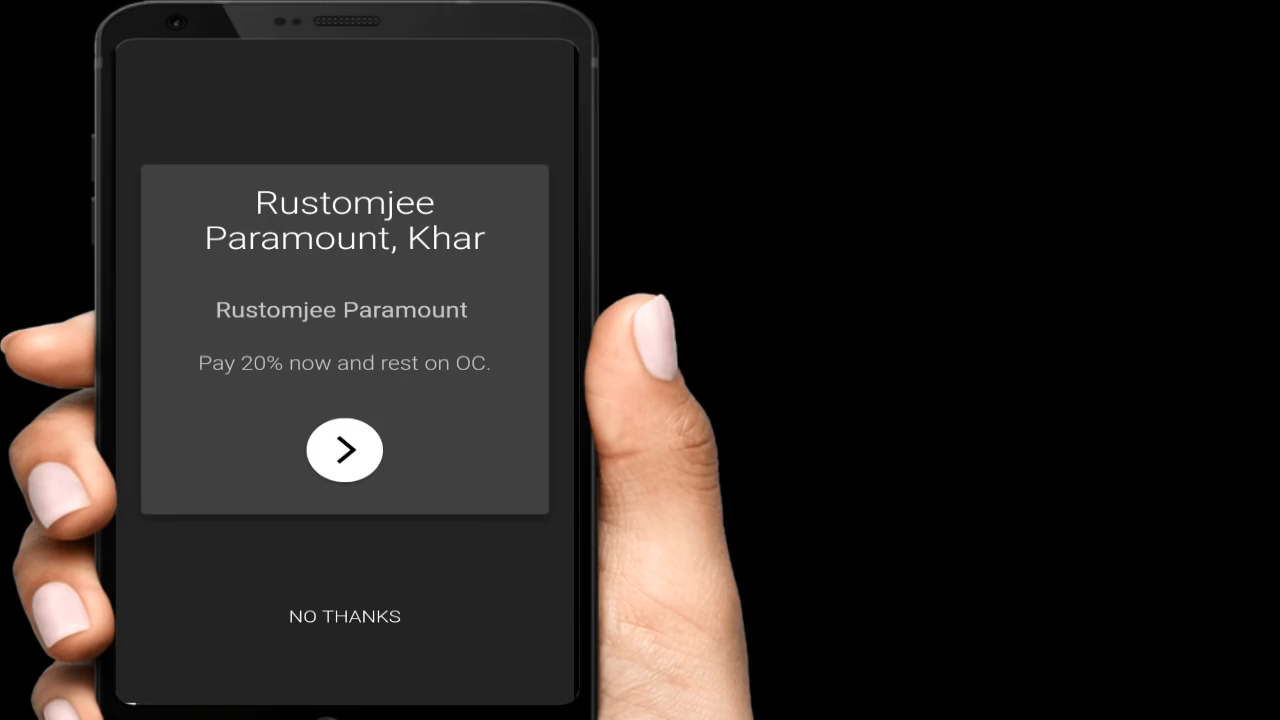 Rustomjee
Paramount, Khar
Rustomjee Paramount
Pay 20% now and rest on OC.
NO THANKS